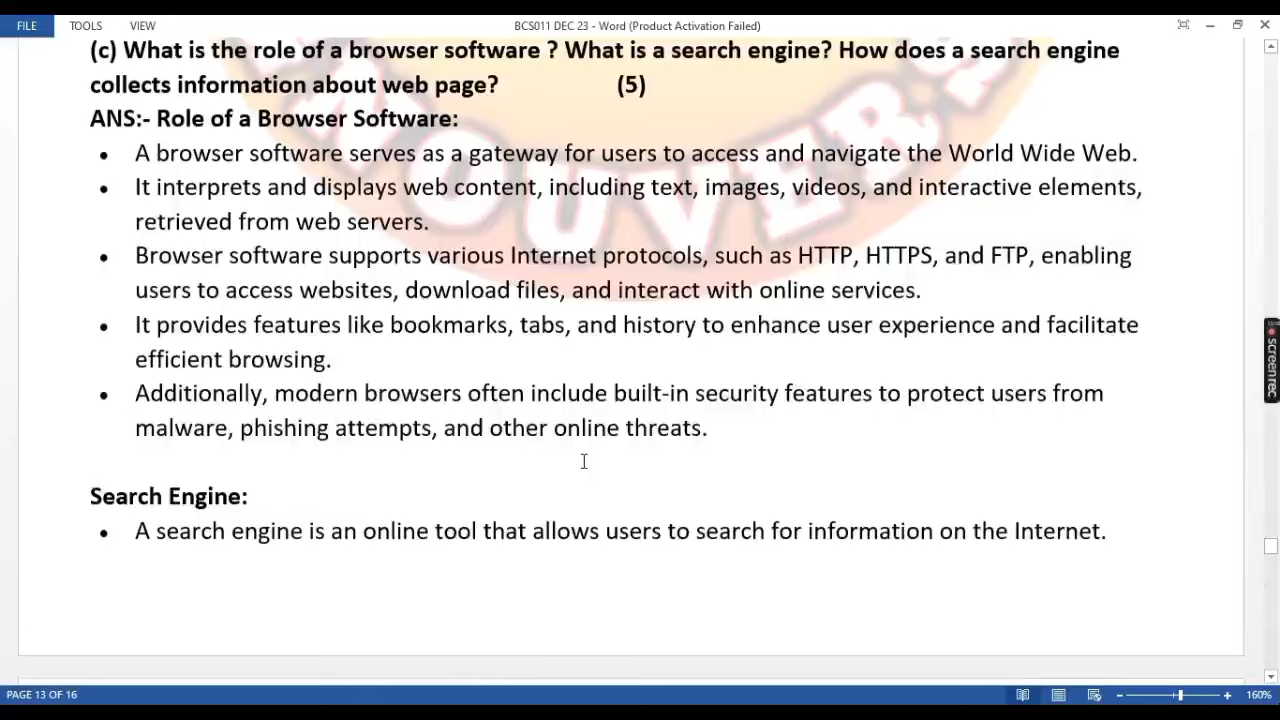 FILE TOOLS VIEW BCS011 DEC 23 - Word (Product Activation Failed)
(c) What is the role of a browser software ? What is a search engine? How does a search engine
collects information about web page? (5)
ANS:- Role of a Browser Software:
• A browser software serves as a gateway for users to access and navigate the World Wide Web.
• It interprets and displays web content, including text, images, videos, and interactive elements,
retrieved from web servers.
• Browser software supports various Internet protocols, such as HTTP, HTTPS, and FTP, enabling
users to access websites, download files, and interact with online services.
• It provides features like bookmarks, tabs, and history to enhance user experience and facilitate
efficient browsing.
• Additionally, modern browsers often include built-in security features to protect users from
malware, phishing attempts, and other online threats.
Search Engine:
• A search engine is an online tool that allows users to search for information on the Internet.
screenrec
PAGE 13 OF 16 160%